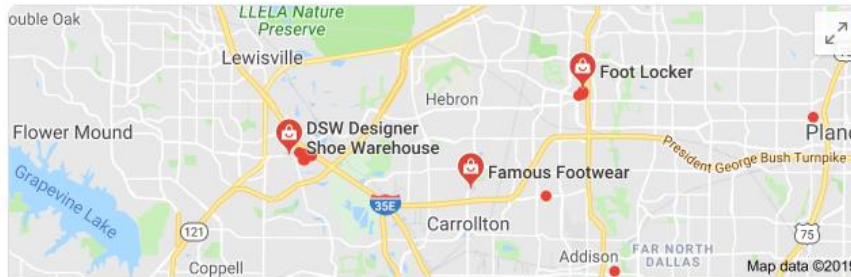 ouble Oak
LLELA Nature
Preserve
Lewisville
Foot Locker
Hebron
Flower Mound
DSW Designer
Shoe Warehouse
Plano
President George Bush Turnpike
Famous Footwear
Grapevine Lake
35E
Carrollton
121
75
Addison
FAR NORTH
DALLAS
Coppell
Map data ©2019